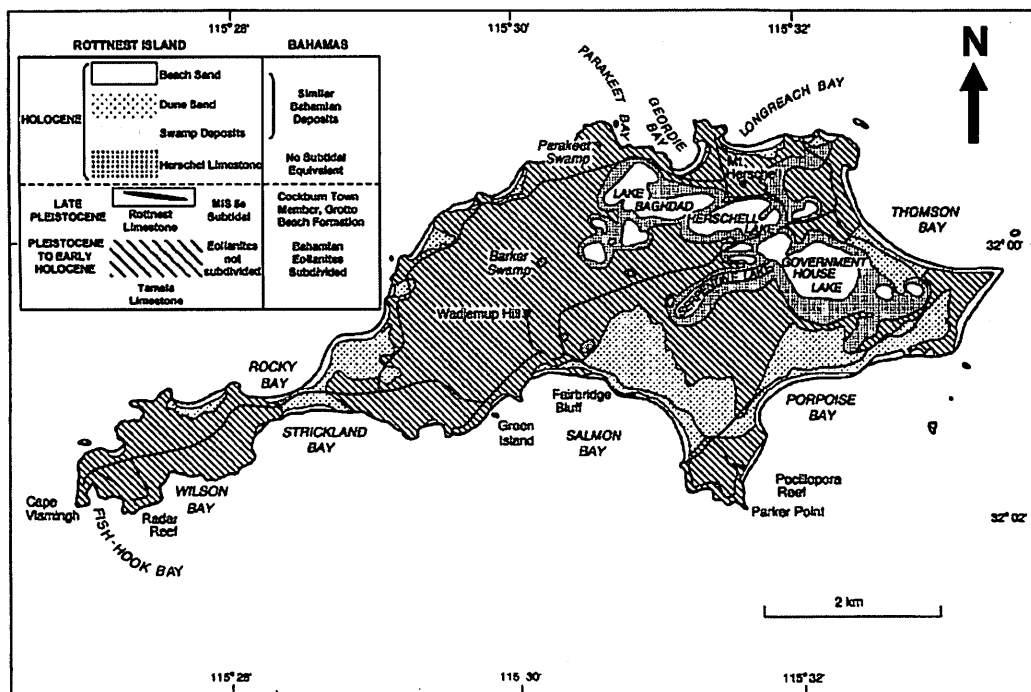 115° 28'
115° 30'
115° 32'
ROTTNEST ISLAND
BAHAMAS
HOLOCENE
Beach Sand
Dune Sand
Swamp Deposits
Herschel Limestone
Similar
Bahamian
Deposits
No Subtidal
Equivalent
LATE
PLEISTOCENE
Rottnest
Limestone
MIS 5e
Subtidal
Cockburn Town
Member, Grotto
Beach Formation
PLEISTOCENE
TO EARLY
HOLOCENE
Eolianites
not
subdivided
Tamala
Limestone
Bahamian
Eolianites
Subdivided
N
PARAKEET BAY
GEORDIE BAY
LONGREACH BAY
Parakeet
Swamp
Mt.
Herschel
LAKE
BAGHDAD
HERSCHELL
LAKE
THOMSON
BAY
32° 00'
GOVERNMENT
HOUSE
LAKE
Barker
Swamp
Wadjemup Hill
ROCKY
BAY
STRICKLAND
BAY
Green
Island
Fairbridge
Bluff
SALMON
BAY
PORPOISE
BAY
Pocillopora
Reef
Parker Point
WILSON
BAY
Radar
Reef
Cape
Vlamingh
FISH-HOOK BAY
32° 02'
2 km
115° 28'
115° 30'
115° 32'